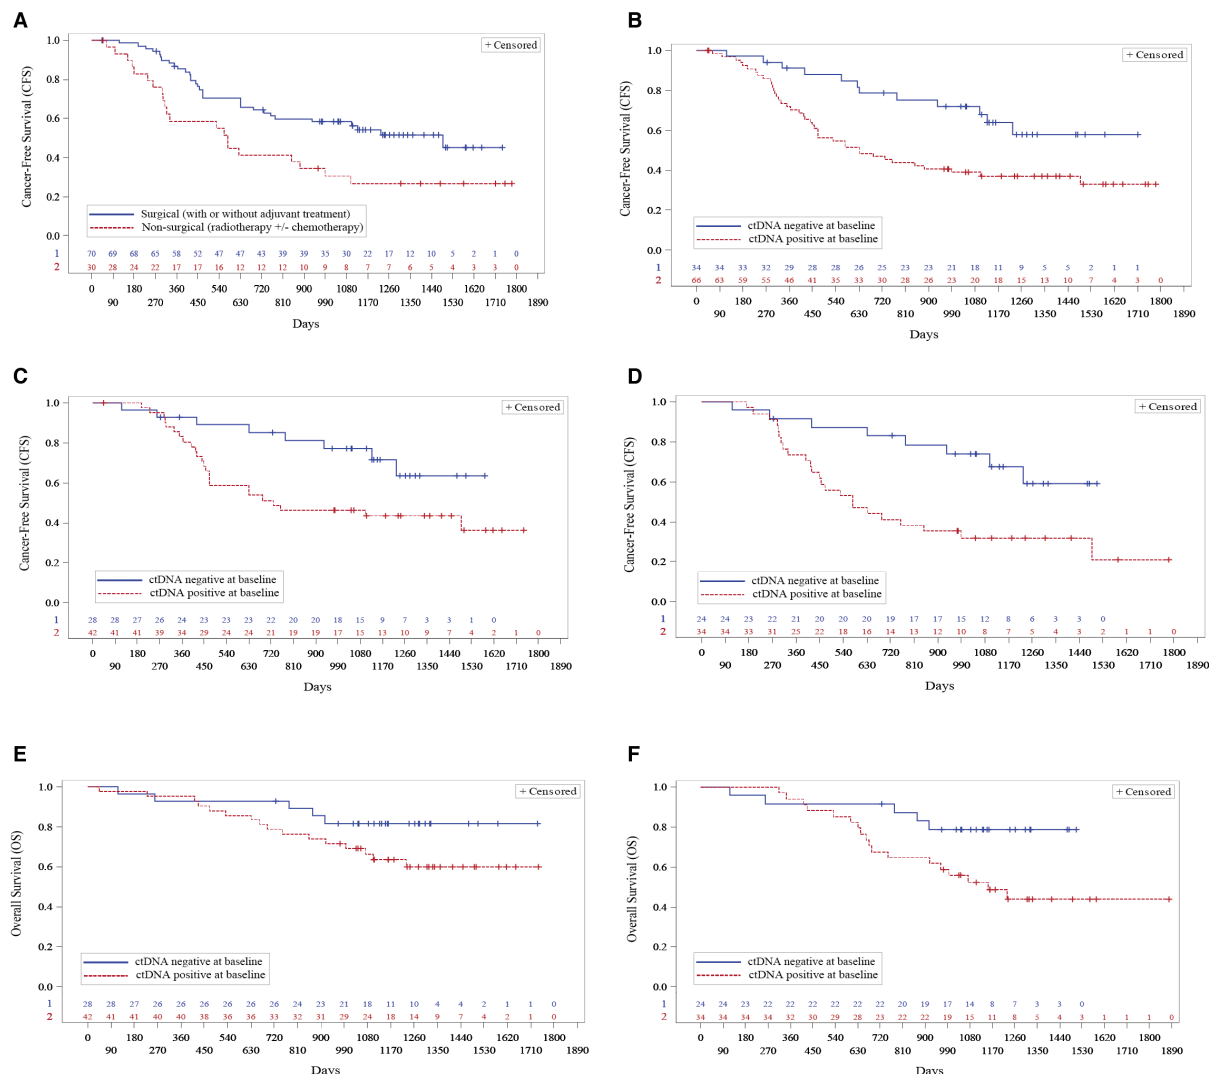 A
Cancer-Free Survival (CFS)
+ Censored
1.0
0.8
0.6
0.4
0.2
0.0
Surgical (with or without adjuvant treatment)
Non-surgical (radiotherapy +/- chemotherapy)
1 70 69 68 65 58 52 47 47 43 39 39 35 30 22 17 12 10 5 2 1 0
2 30 28 24 22 17 17 16 12 12 12 10 9 8 7 7 6 5 4 3 3 0
0 180 360 540 720 900 1080 1260 1440 1620 1800
90 270 450 630 810 990 1170 1350 1530 1710 1890
Days
B
Cancer-Free Survival (CFS)
+ Censored
1.0
0.8
0.6
0.4
0.2
0.0
ctDNA negative at baseline
ctDNA positive at baseline
1 34 34 33 32 29 28 28 26 25 23 23 21 18 11 9 5 5 2 1 1
2 66 63 59 55 46 41 35 33 30 28 26 23 20 18 15 13 10 7 4 3 0
0 180 360 540 720 900 1080 1260 1440 1620 1800
90 270 450 630 810 990 1170 1350 1530 1710 1890
Days
C
Cancer-Free Survival (CFS)
+ Censored
1.0
0.8
0.6
0.4
0.2
0.0
ctDNA negative at baseline
ctDNA positive at baseline
1 28 28 27 26 24 23 23 23 22 20 20 18 15 9 7 3 3 1 0
2 42 41 41 39 34 29 24 24 21 19 19 17 15 13 10 9 7 4 2 1 0
0 180 360 540 720 900 1080 1260 1440 1620 1800
90 270 450 630 810 990 1170 1350 1530 1710 1890
Days
D
Cancer-Free Survival (CFS)
+ Censored
1.0
0.8
0.6
0.4
0.2
0.0
ctDNA negative at baseline
ctDNA positive at baseline
1 24 24 23 22 21 20 20 20 19 17 17 15 12 8 6 3 3 0
2 34 34 33 31 25 22 18 16 14 13 12 10 8 7 5 4 3 2 1 1 0
0 180 360 540 720 900 1080 1260 1440 1620 1800
90 270 450 630 810 990 1170 1350 1530 1710 1890
Days
E
Overall Survival (OS)
+ Censored
1.0
0.8
0.6
0.4
0.2
0.0
ctDNA negative at baseline
ctDNA positive at baseline
1 28 28 27 26 26 26 26 26 26 24 23 21 18 11 10 4 4 2 1 1 0
2 42 41 41 40 40 38 36 36 33 32 31 29 24 18 14 9 7 4 2 1 0
0 180 360 540 720 900 1080 1260 1440 1620 1800
90 270 450 630 810 990 1170 1350 1530 1710 1890
Days
F
Overall Survival (OS)
+ Censored
1.0
0.8
0.6
0.4
0.2
0.0
ctDNA negative at baseline
ctDNA positive at baseline
1 24 24 23 22 22 22 22 22 22 20 19 17 14 8 7 3 3 0
2 34 34 34 34 32 30 29 28 23 22 22 19 15 11 8 5 4 3 1 1 1 0
0 180 360 540 720 900 1080 1260 1440 1620 1800
90 270 450 630 810 990 1170 1350 1530 1710 1890
Days